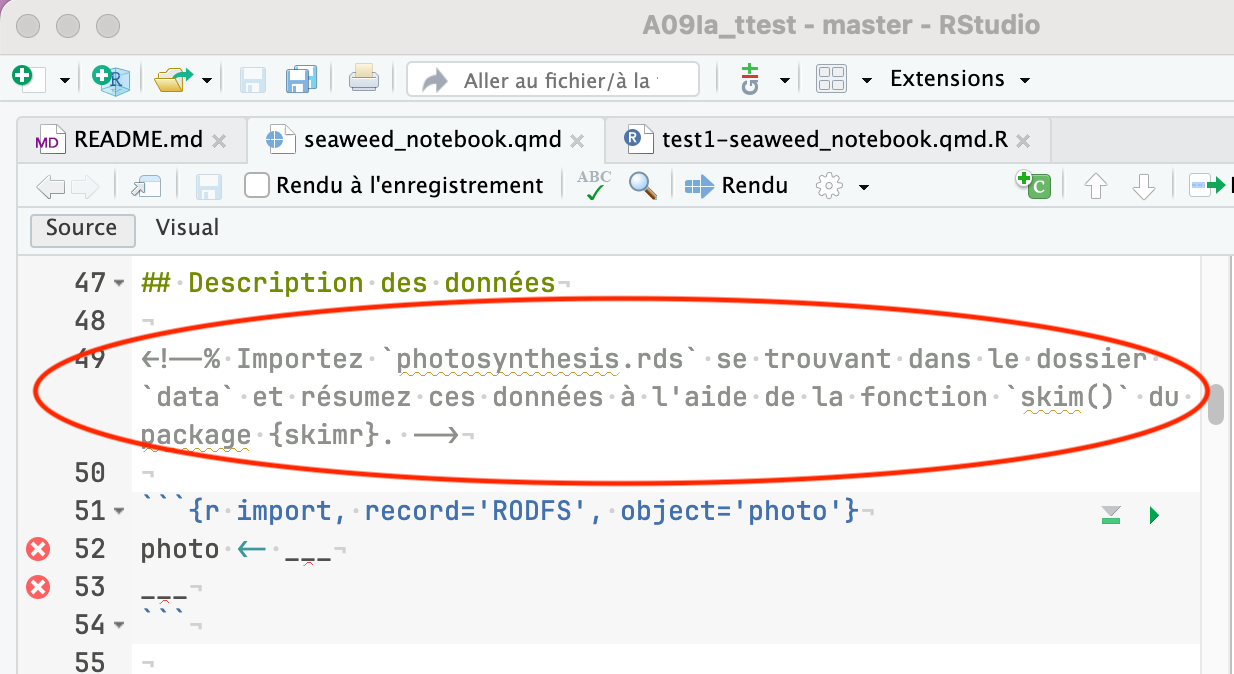 A09Ia_ttest - master - RStudio
Aller au fichier/à la
Extensions
README.md
seaweed_notebook.qmd
test1-seaweed_notebook.qmd.R
Rendu à l'enregistrement
ABC
Rendu
Source
Visual
47 ## Description des données
48
49 <!--% Importez `photosynthesis.rds` se trouvant dans le dossier
`data` et résumez ces données à l'aide de la fonction `skim()` du
package {skimr}. -->
50
51 ```{r import, record='RODFS', object='photo'}
52 photo <- ___
53 ___
54 ```
55